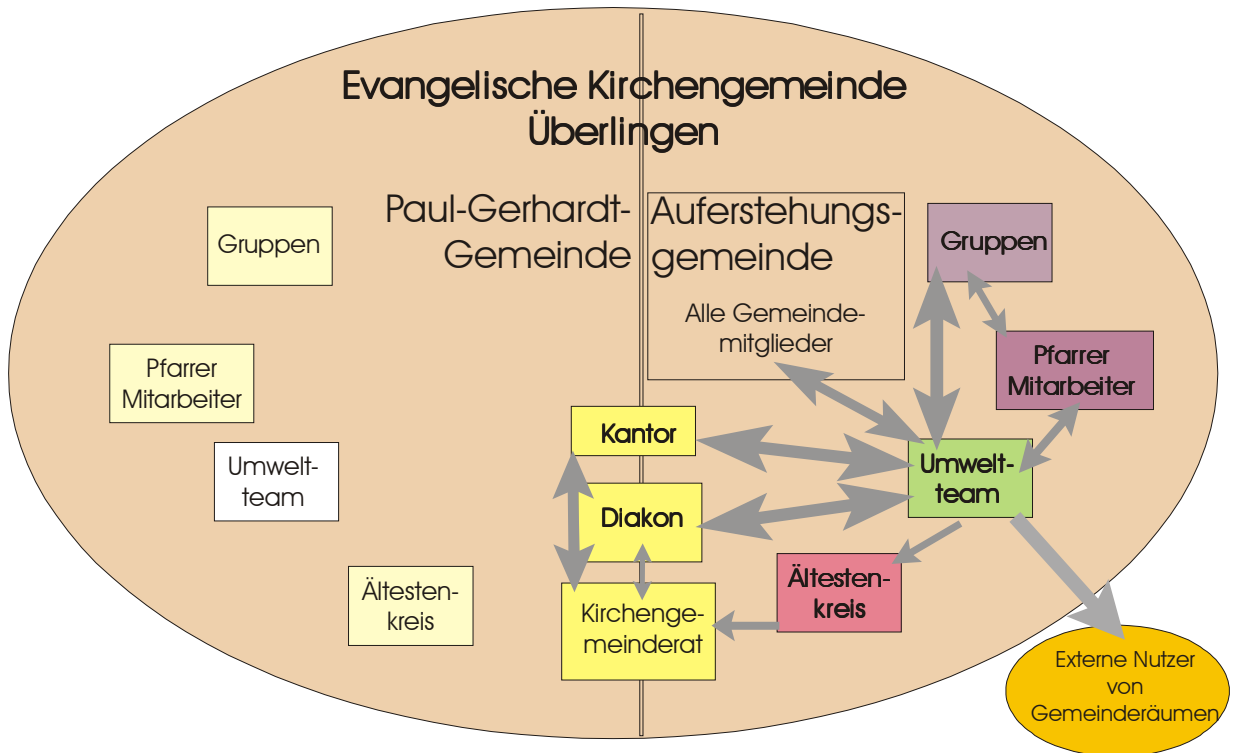 Evangelische Kirchengemeinde
Überlingen
Paul-Gerhardt-
Gemeinde
Auferstehungs-
gemeinde
Alle Gemeinde-
mitglieder
Gruppen
Pfarrer
Mitarbeiter
Umwelt-
team
Ältesten-
kreis
Kantor
Diakon
Kirchenge-
meinderat
Gruppen
Pfarrer
Mitarbeiter
Umwelt-
team
Ältesten-
kreis
Externe Nutzer
von
Gemeinderäumen